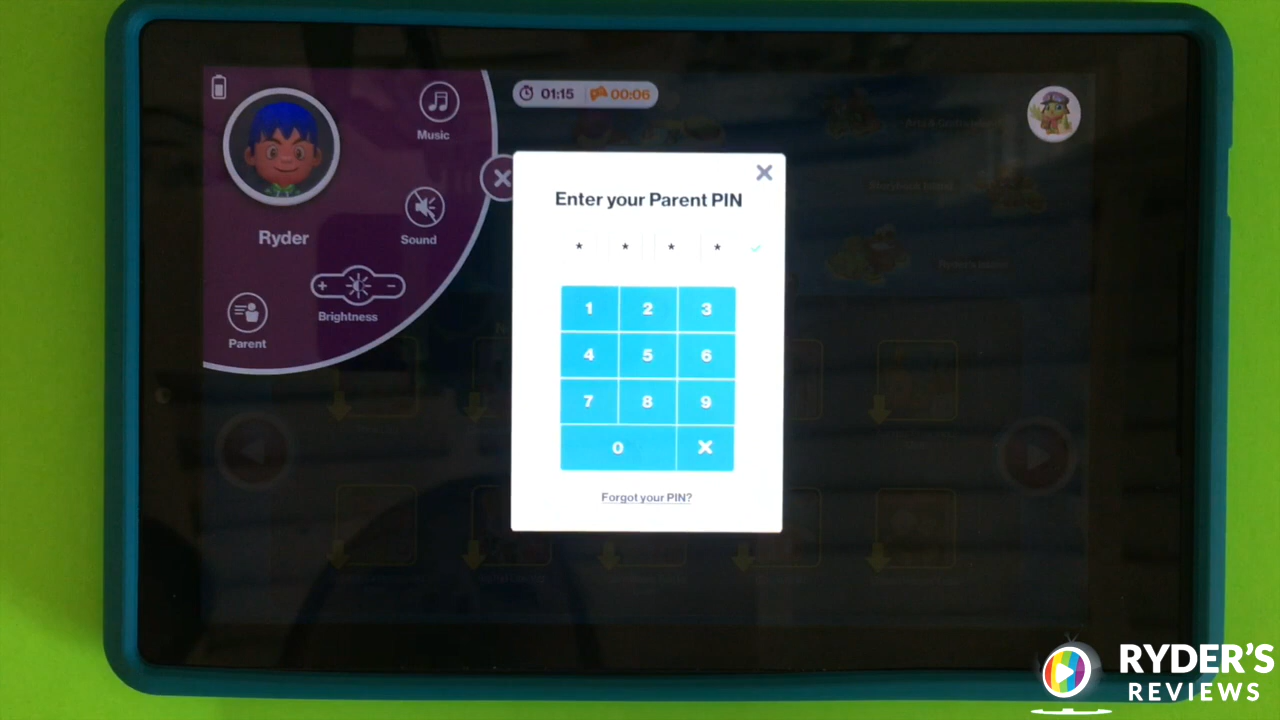 01:15 00:06
Music
Sound
Ryder
Brightness
Parent
Enter your Parent PIN
* * * *
1 2 3
4 5 6
7 8 9
0 X
Forgot your PIN?
RYDER'S
REVIEWS